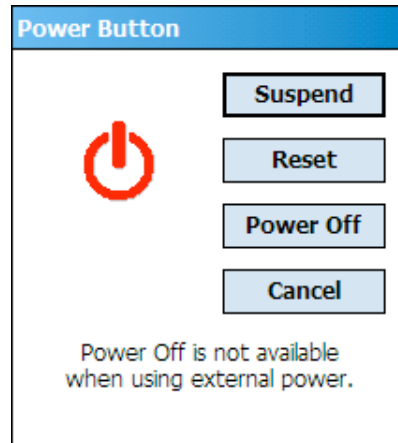 Power Button
Suspend
Reset
Power Off
Cancel
Power Off is not available
when using external power.